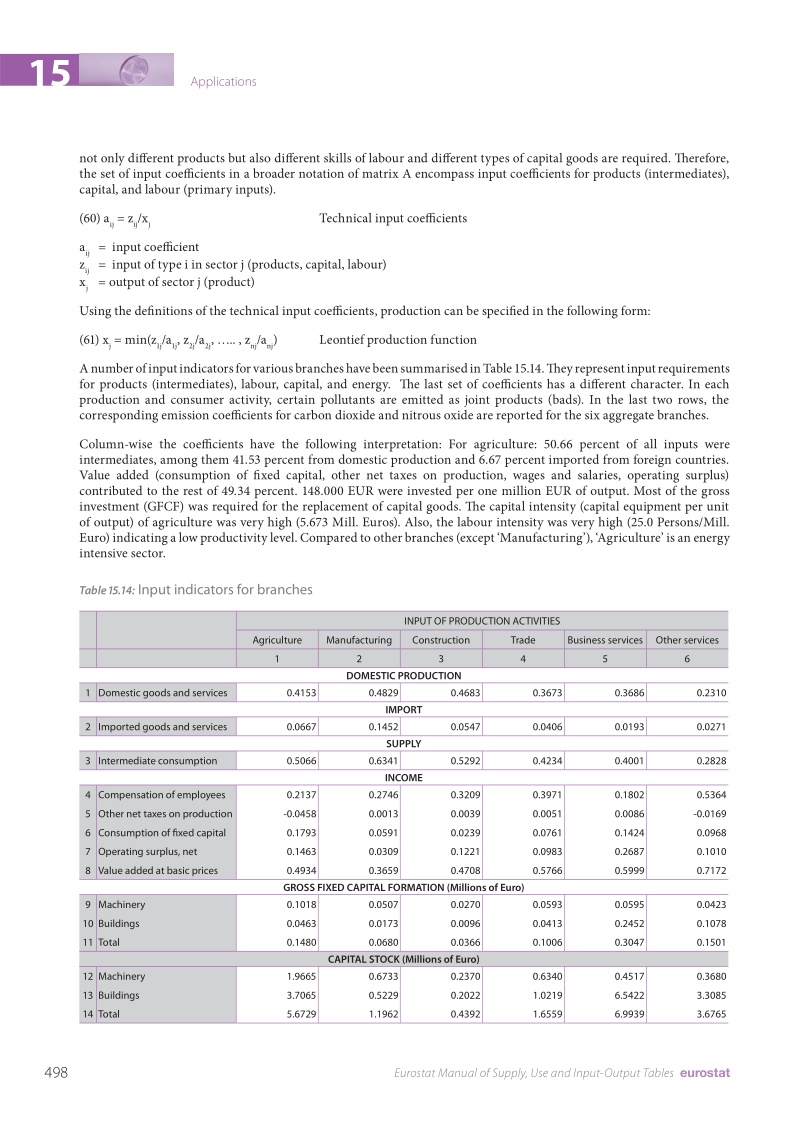 15
Applications
not only different products but also different skills of labour and different types of capital goods are required. Therefore,
the set of input coefficients in a broader notation of matrix A encompass input coefficients for products (intermediates),
capital, and labour (primary inputs).
(60) aij = zij/xj Technical input coefficients
aij = input coefficient
zij = input of type i in sector j (products, capital, labour)
xj = output of sector j (product)
Using the definitions of the technical input coefficients, production can be specified in the following form:
(61) xj = min(z1j/a1j, z2j/a2j, ….. , znj/anj) Leontief production function
A number of input indicators for various branches have been summarised in Table 15.14. They represent input requirements
for products (intermediates), labour, capital, and energy. The last set of coefficients has a different character. In each
production and consumer activity, certain pollutants are emitted as joint products (bads). In the last two rows, the
corresponding emission coefficients for carbon dioxide and nitrous oxide are reported for the six aggregate branches.
Column-wise the coefficients have the following interpretation: For agriculture: 50.66 percent of all inputs were
intermediates, among them 41.53 percent from domestic production and 6.67 percent imported from foreign countries.
Value added (consumption of fixed capital, other net taxes on production, wages and salaries, operating surplus)
contributed to the rest of 49.34 percent. 148.000 EUR were invested per one million EUR of output. Most of the gross
investment (GFCF) was required for the replacement of capital goods. The capital intensity (capital equipment per unit
of output) of agriculture was very high (5.673 Mill. Euros). Also, the labour intensity was very high (25.0 Persons/Mill.
Euro) indicating a low productivity level. Compared to other branches (except 'Manufacturing'), 'Agriculture' is an energy
intensive sector.
Table 15.14: Input indicators for branches
INPUT OF PRODUCTION ACTIVITIES
Agriculture Manufacturing Construction Trade Business services Other services
1 2 3 4 5 6
DOMESTIC PRODUCTION
1 Domestic goods and services 0.4153 0.4829 0.4683 0.3673 0.3686 0.2310
IMPORT
2 Imported goods and services 0.0667 0.1452 0.0547 0.0406 0.0193 0.0271
SUPPLY
3 Intermediate consumption 0.5066 0.6341 0.5292 0.4234 0.4001 0.2828
INCOME
4 Compensation of employees 0.2137 0.2746 0.3209 0.3971 0.1802 0.5364
5 Other net taxes on production -0.0458 0.0013 0.0039 0.0051 0.0086 -0.0169
6 Consumption of fixed capital 0.1793 0.0591 0.0239 0.0761 0.1424 0.0968
7 Operating surplus, net 0.1463 0.0309 0.1221 0.0983 0.2687 0.1010
8 Value added at basic prices 0.4934 0.3659 0.4708 0.5766 0.5999 0.7172
GROSS FIXED CAPITAL FORMATION (Millions of Euro)
9 Machinery 0.1018 0.0507 0.0270 0.0593 0.0595 0.0423
10 Buildings 0.0463 0.0173 0.0096 0.0413 0.2452 0.1078
11 Total 0.1480 0.0680 0.0366 0.1006 0.3047 0.1501
CAPITAL STOCK (Millions of Euro)
12 Machinery 1.9665 0.6733 0.2370 0.6340 0.4517 0.3680
13 Buildings 3.7065 0.5229 0.2022 1.0219 6.5422 3.3085
14 Total 5.6729 1.1962 0.4392 1.6559 6.9939 3.6765
498
Eurostat Manual of Supply, Use and Input-Output Tables eurostat